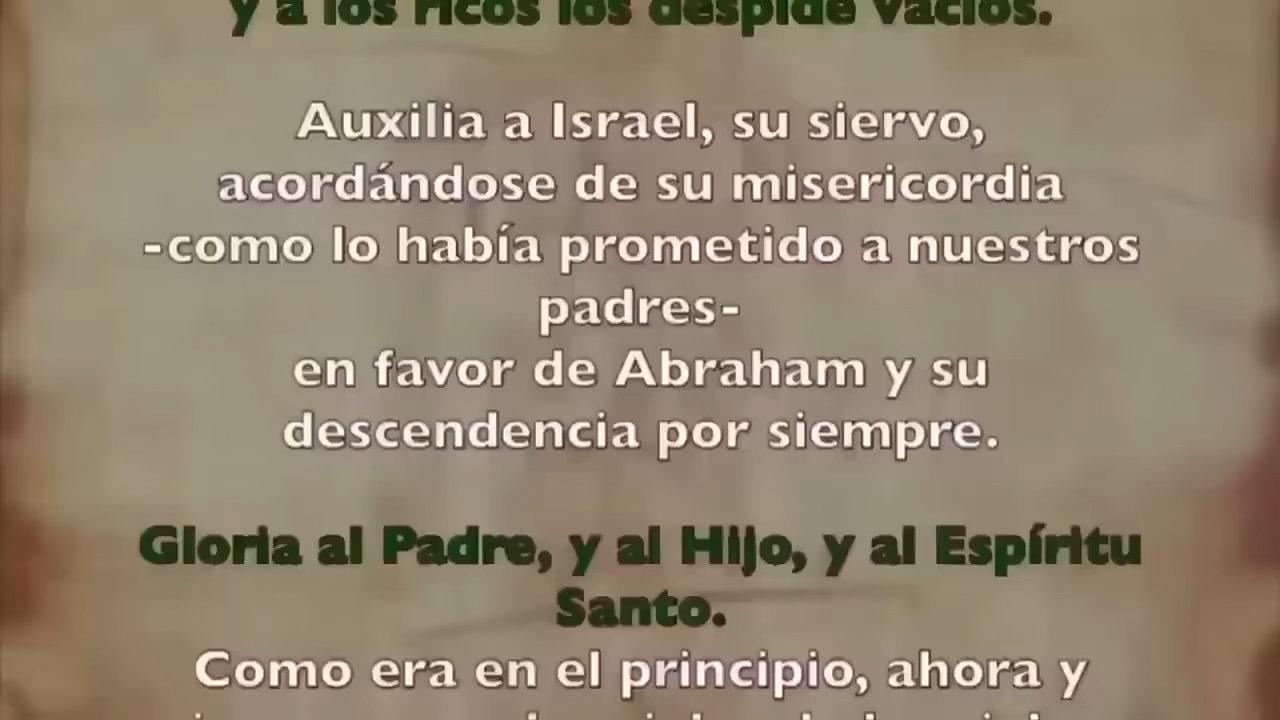 y a los ricos los despide vacíos.
Auxilia a Israel, su siervo,
acordándose de su misericordia
-como lo había prometido a nuestros
padres-
en favor de Abraham y su
descendencia por siempre.
Gloria al Padre, y al Hijo, y al Espíritu
Santo.
Como era en el principio, ahora y